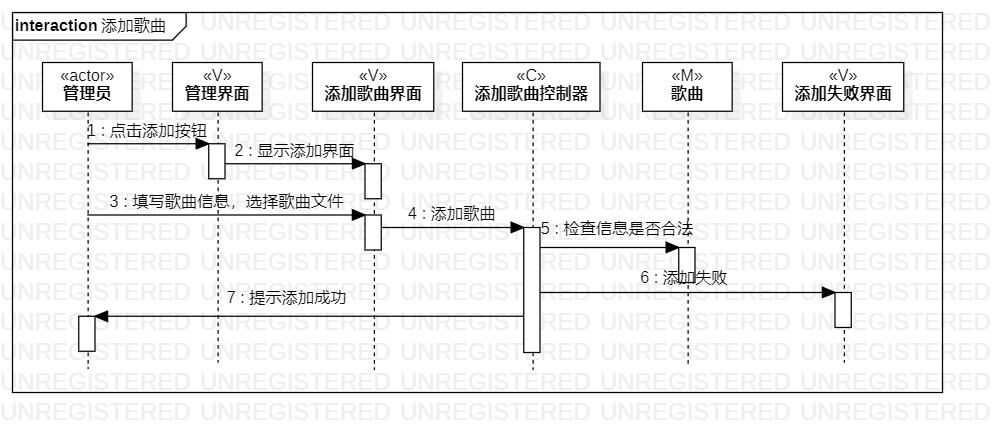 interaction 添加歌曲
«actor»
管理员
«V»
管理界面
«V»
添加歌曲界面
«C»
添加歌曲控制器
«M»
歌曲
«V»
添加失败界面
1 : 点击添加按钮
2 : 显示添加界面
3 : 填写歌曲信息，选择歌曲文件
4 : 添加歌曲
5 : 检查信息是否合法
6 : 添加失败
7 : 提示添加成功
UNREGISTERED